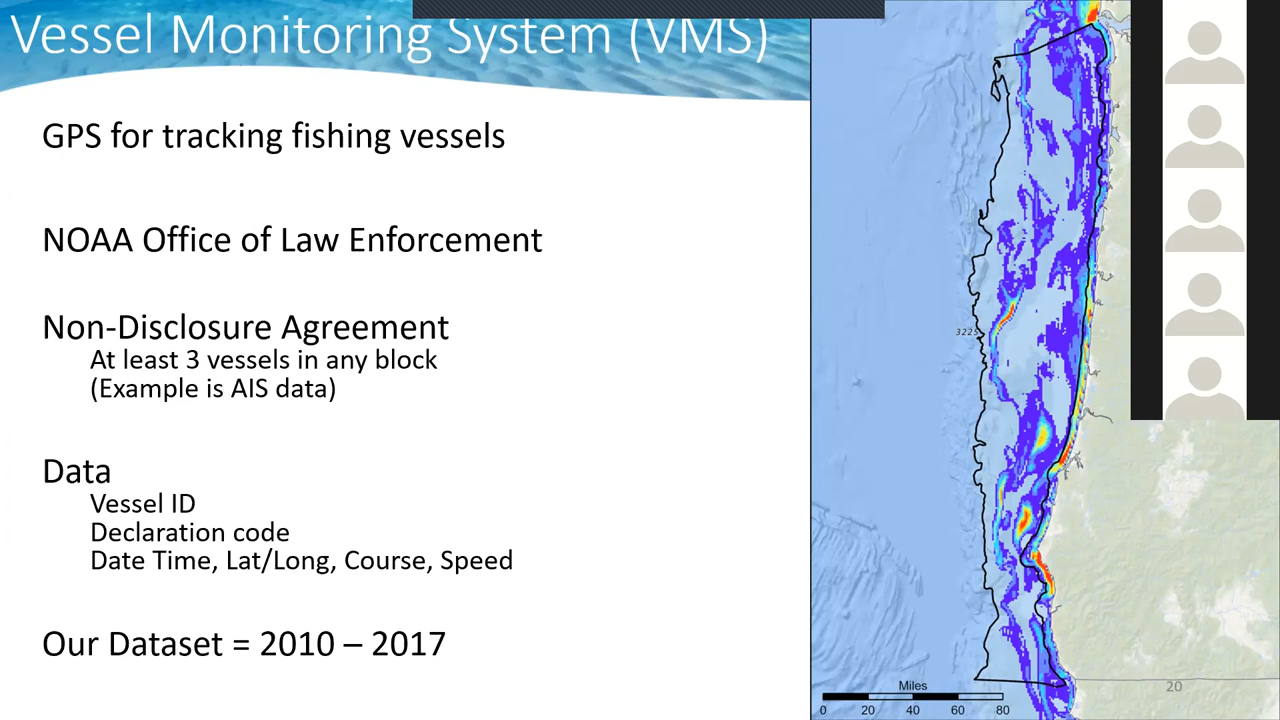 Vessel Monitoring System (VMS)
GPS for tracking fishing vessels
NOAA Office of Law Enforcement
Non-Disclosure Agreement
At least 3 vessels in any block
(Example is AIS data)
Data
Vessel ID
Declaration code
Date Time, Lat/Long, Course, Speed
Our Dataset = 2010 – 2017
3225
Miles
0 20 40 60 80
20